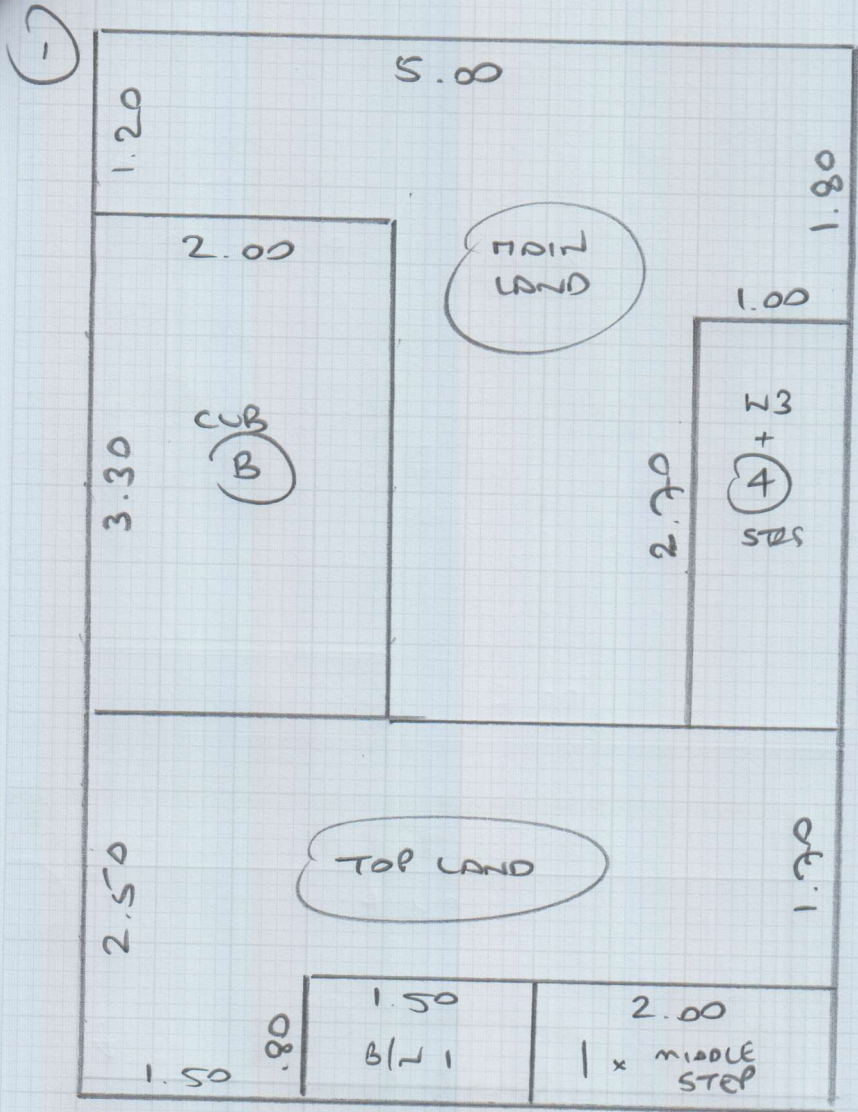 1
5.00
1.20
1.80
2.00
MAIN
LAND
1.00
CUB
B
3.30
2.70
4 + W3
STRS
TOP LAND
2.50
1.70
1.50
2.00
.80
B/W 1
1 x MIDDLE
STEP
1.50